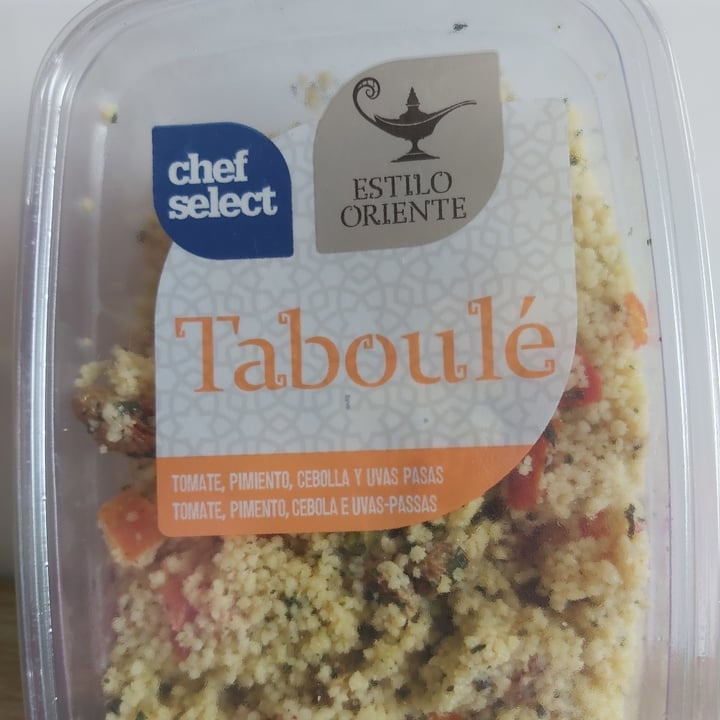 chef
select
ESTILO
ORIENTE
Taboulé
TOMATE, PIMIENTO, CEBOLLA Y UVAS PASAS
TOMATE, PIMENTO, CEBOLA E UVAS-PASSAS